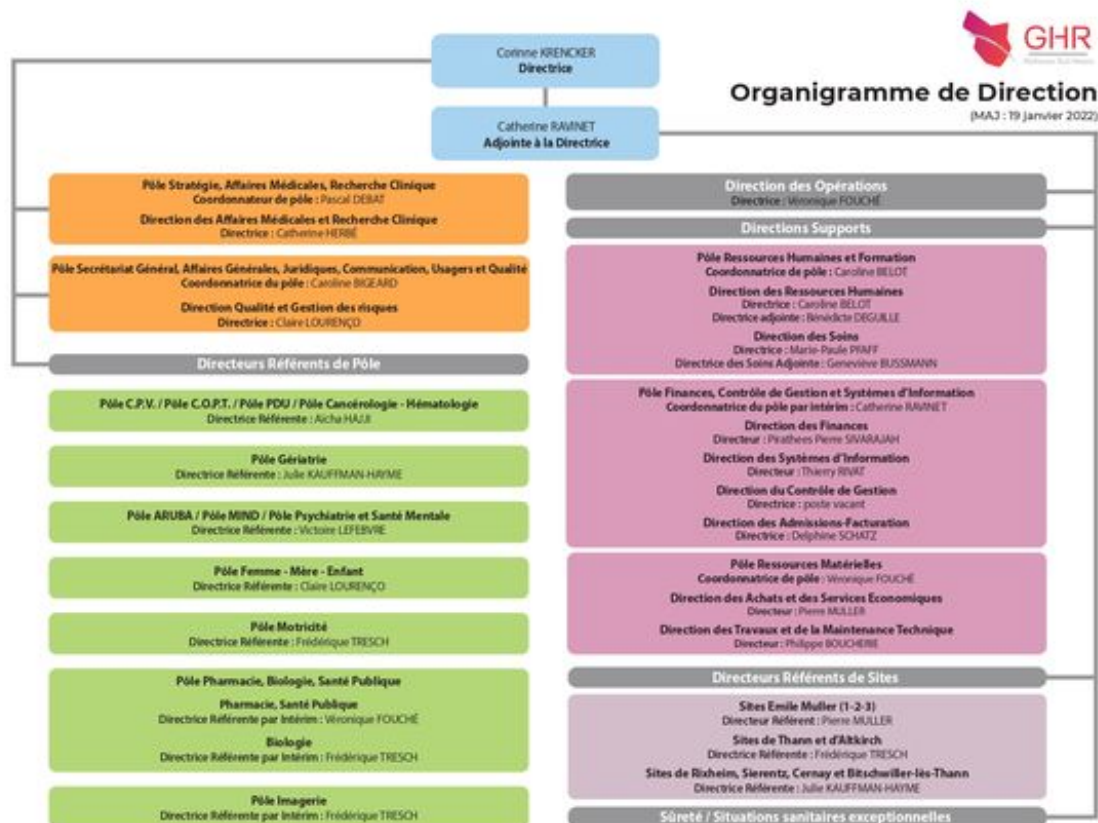 GHR
Organigramme de Direction
(MAJ : 19 janvier 2022)
Corinne KRENCKER
Directrice
Catherine RAVINET
Adjointe à la Directrice
Pôle Stratégie, Affaires Médicales, Recherche Clinique
Coordonnateur de pôle : Pascal DEBAT
Direction des Affaires Médicales et Recherche Clinique
Directrice : Catherine HERBÉ
Pôle Secrétariat Général, Affaires Générales, Juridiques, Communication, Usagers et Qualité
Coordonnatrice du pôle : Caroline BIGEARD
Direction Qualité et Gestion des risques
Directrice : Claire LOURENÇO
Directeurs Référents de Pôle
Pôle C.P.V. / Pôle C.O.P.T. / Pôle PDU / Pôle Cancérologie - Hématologie
Directrice Référente : Aïcha HAJJI
Pôle Gériatrie
Directrice Référente : Julie KAUFFMAN-HAYME
Pôle ARUBA / Pôle MIND / Pôle Psychiatrie et Santé Mentale
Directrice Référente : Victoire LEFEBVRE
Pôle Femme - Mère - Enfant
Directrice Référente : Claire LOURENÇO
Pôle Motricité
Directrice Référente : Frédérique TRESCH
Pôle Pharmacie, Biologie, Santé Publique
Pharmacie, Santé Publique
Directrice Référente par Intérim : Véronique FOUCHÉ
Biologie
Directrice Référente par Intérim : Frédérique TRESCH
Pôle Imagerie
Directrice Référente par Intérim : Frédérique TRESCH
Direction des Opérations
Directrice : Véronique FOUCHÉ
Directions Supports
Pôle Ressources Humaines et Formation
Coordonnatrice de pôle : Caroline BELOT
Direction des Ressources Humaines
Directrice : Caroline BELOT
Directrice adjointe : Bénédicte DEGUILLE
Direction des Soins
Directrice : Marie-Paule PFAFF
Directrice des Soins Adjointe : Geneviève BUSSMANN
Pôle Finances, Contrôle de Gestion et Systèmes d'Information
Coordonnatrice du pôle par intérim : Catherine RAVINET
Direction des Finances
Directeur : Pirathees Pierre SIVARAJAH
Direction des Systèmes d'Information
Directeur : Thierry RIVAT
Direction du Contrôle de Gestion
Directrice : poste vacant
Direction des Admissions-Facturation
Directrice : Delphine SCHATZ
Pôle Ressources Matérielles
Coordonnatrice de pôle : Véronique FOUCHÉ
Direction des Achats et des Services Economiques
Directeur : Pierre MULLER
Direction des Travaux et de la Maintenance Technique
Directeur : Philippe BOUCHERIE
Directeurs Référents de Sites
Sites Emile Muller (1-2-3)
Directeur Référent : Pierre MULLER
Sites de Thann et d'Altkirch
Directrice Référente : Frédérique TRESCH
Sites de Rixheim, Sierentz, Cernay et Bitschwiller-lès-Thann
Directrice Référente : Julie KAUFFMAN-HAYME
Sûreté / Situations sanitaires exceptionnelles